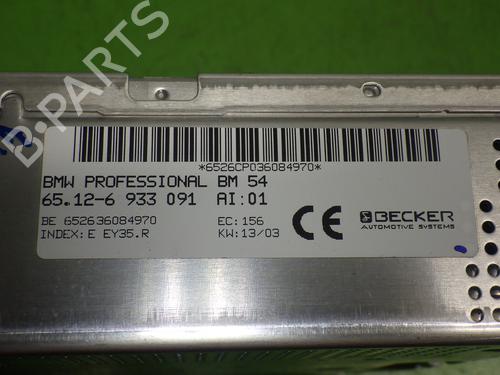 D-PARTS
*6526CP036084970*
BMW PROFESSIONAL BM 54
65.12-6 933 091 AI:01
BE 652636084970 EC:156
INDEX:E EY35.R KW:13/03
CE BECKER
AUTOMOTIVE SYSTEMS